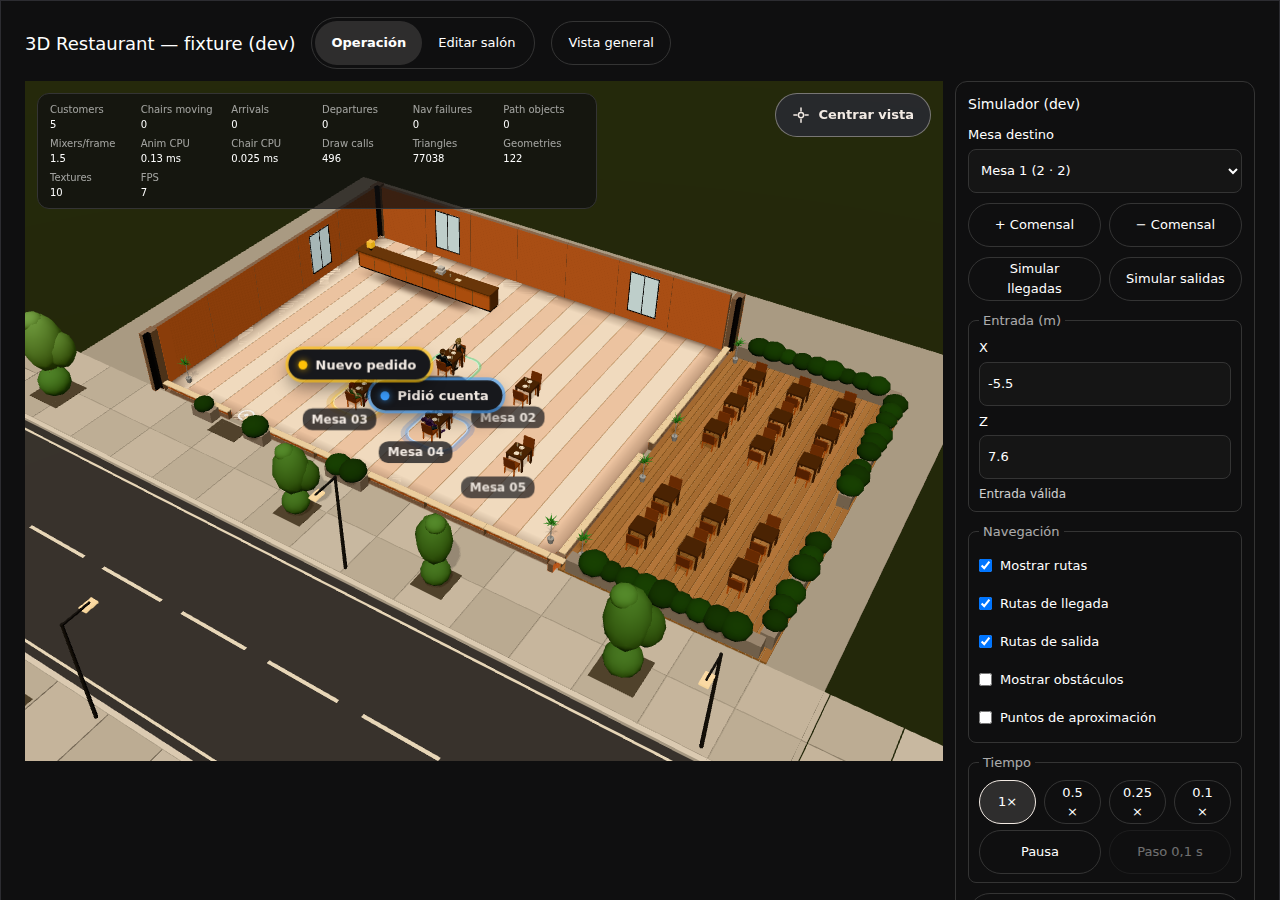 3D Restaurant — fixture (dev)
Operación
Editar salón
Vista general
Customers
5
Chairs moving
0
Arrivals
0
Departures
0
Nav failures
0
Path objects
0
Mixers/frame
1.5
Anim CPU
0.13 ms
Chair CPU
0.025 ms
Draw calls
496
Triangles
77038
Geometries
122
Textures
10
FPS
7
Centrar vista
Nuevo pedido
Pidió cuenta
Mesa 03
Mesa 02
Mesa 04
Mesa 05
Simulador (dev)
Mesa destino
Mesa 1 (2 · 2)
+ Comensal
− Comensal
Simular
llegadas
Simular salidas
Entrada (m)
X
-5.5
Z
7.6
Entrada válida
Navegación
Mostrar rutas
Rutas de llegada
Rutas de salida
Mostrar obstáculos
Puntos de aproximación
Tiempo
1×
0.5
×
0.25
×
0.1
×
Pausa
Paso 0,1 s